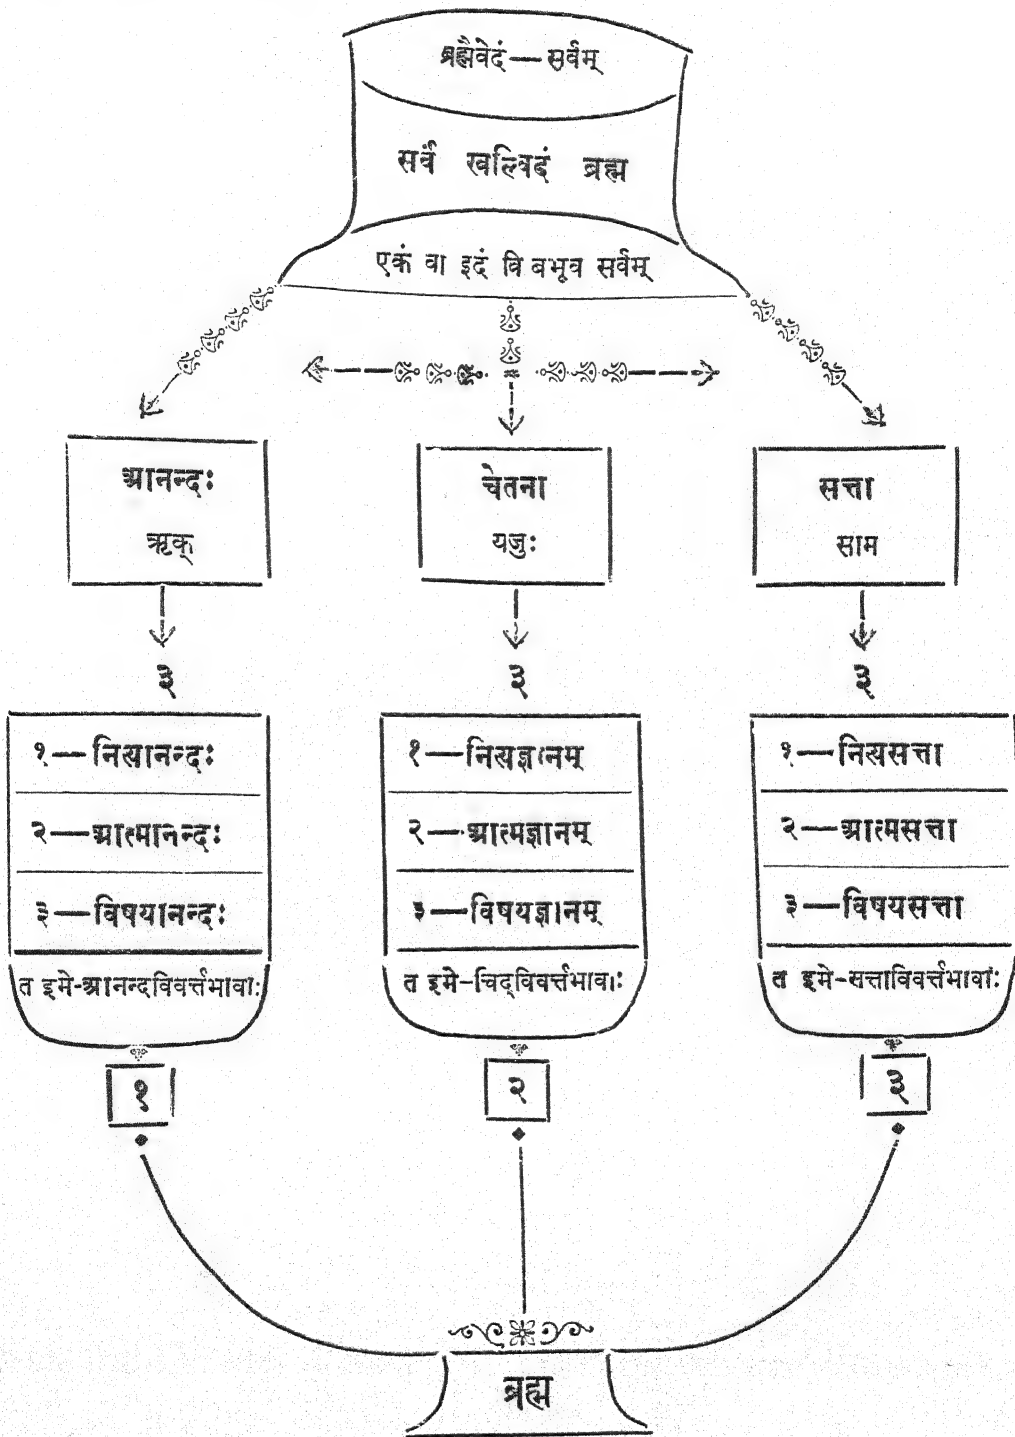 ब्रह्मैवेदं—सर्वम्
सर्वं खल्विदं ब्रह्म
एकं वा इदं वि बभूव सर्वम्
आनन्दः
ऋक्
३
१—नित्यानन्दः
२—आत्मानन्दः
३—विषयानन्दः
त इमे-आनन्दविवर्त्तभावाः
१
चेतना
यजुः
३
१—नित्यज्ञानम्
२—आत्मज्ञानम्
३—विषयज्ञानम्
त इमे-चिद्विवर्त्तभावाः
२
सत्ता
साम
३
१—नित्यसत्ता
२—आत्मसत्ता
३—विषयसत्ता
त इमे-सत्ताविवर्त्तभावाः
३
ब्रह्म